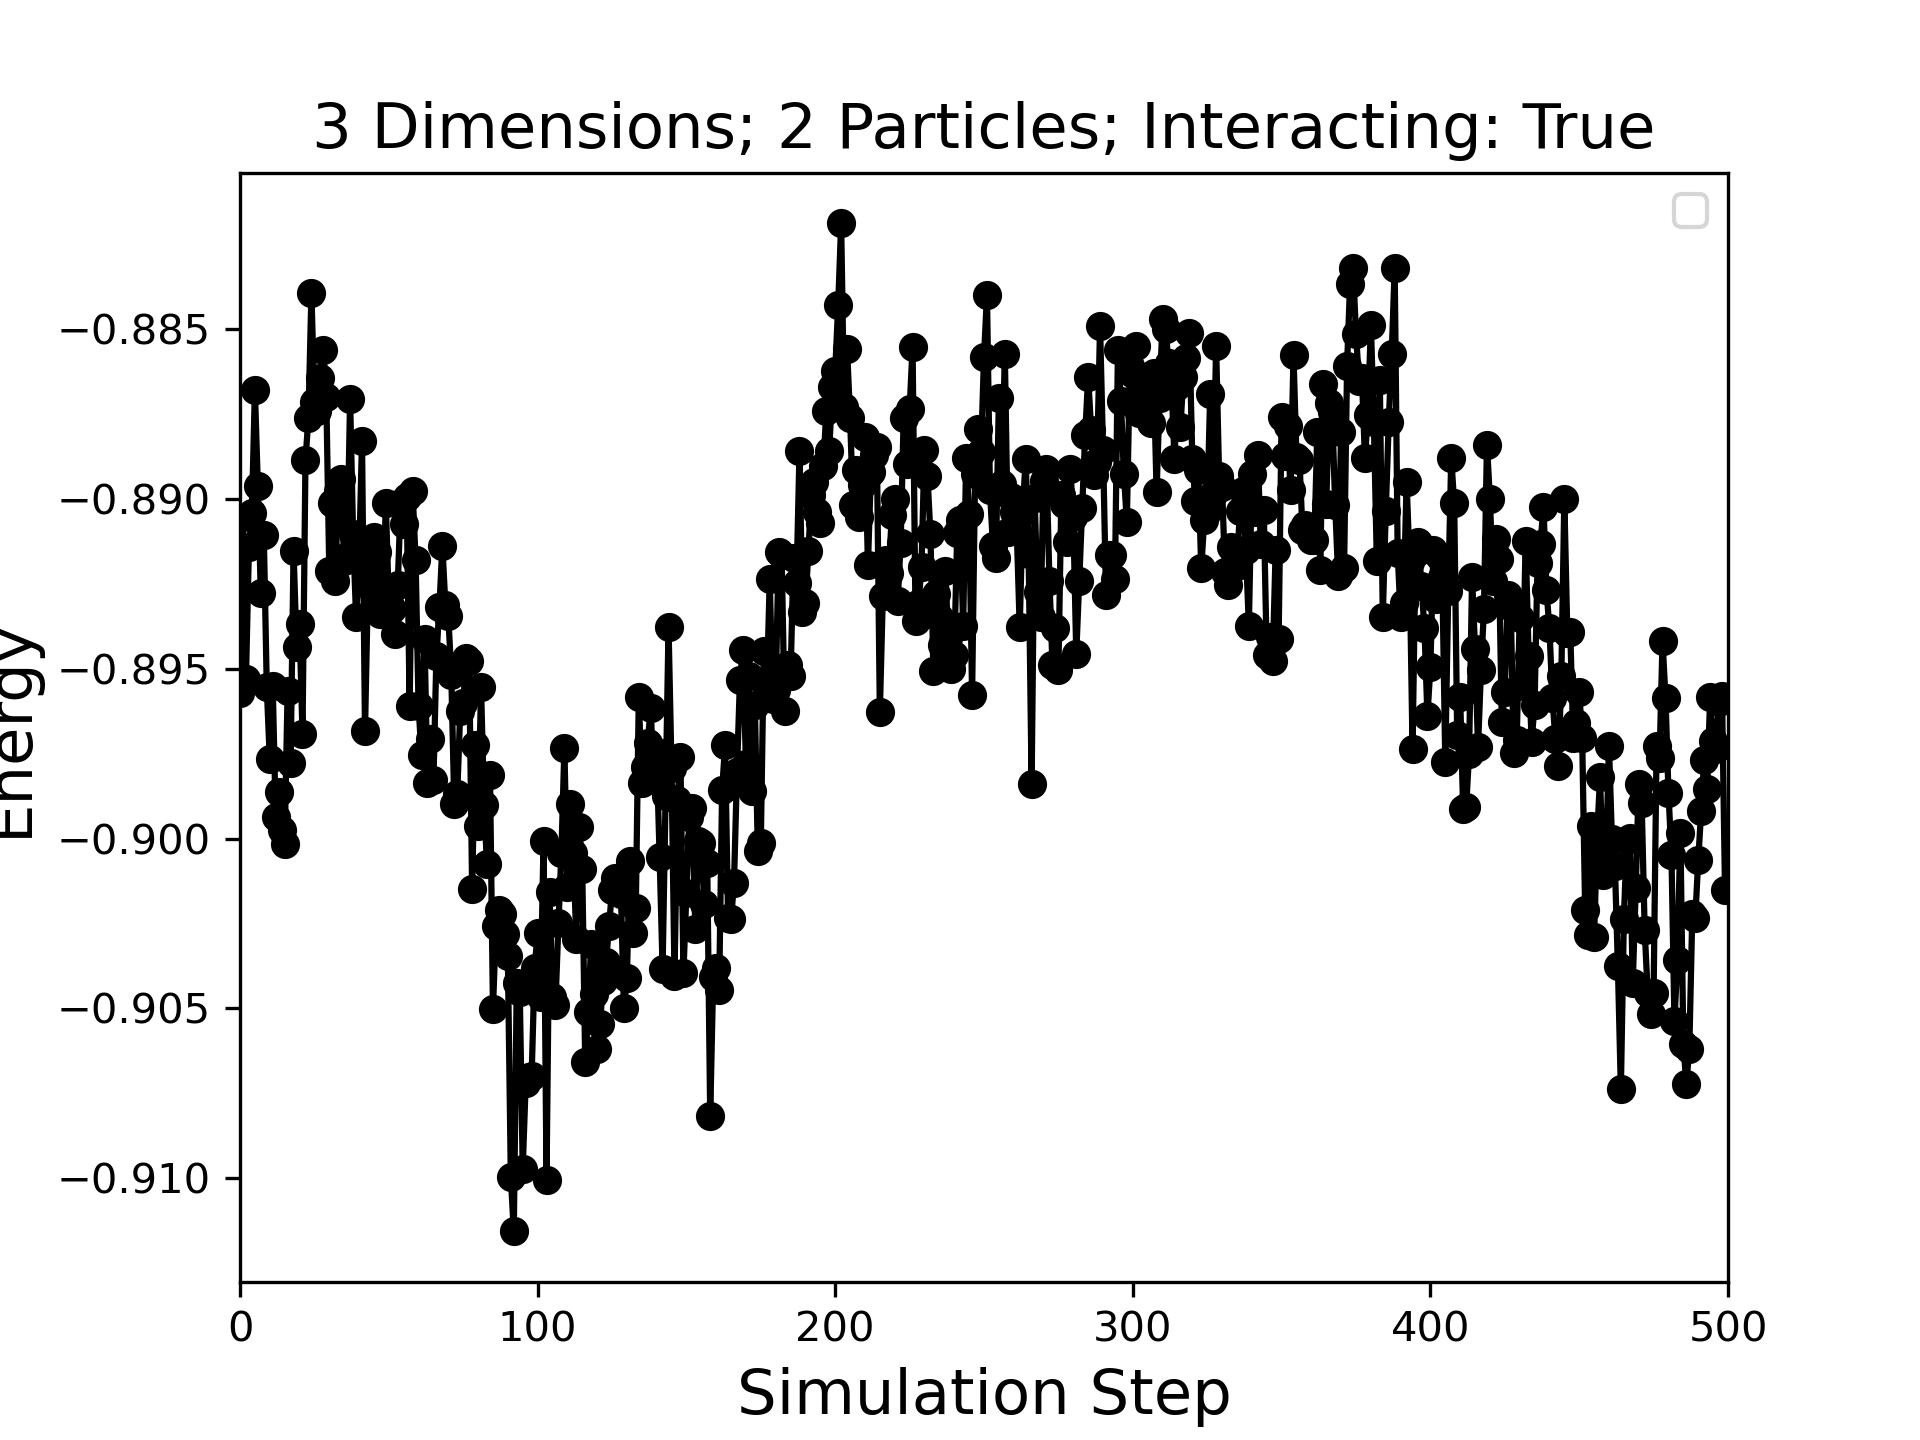 3 Dimensions; 2 Particles; Interacting: True
Energy
−0.885
−0.890
−0.895
−0.900
−0.905
−0.910
0 100 200 300 400 500
Simulation Step